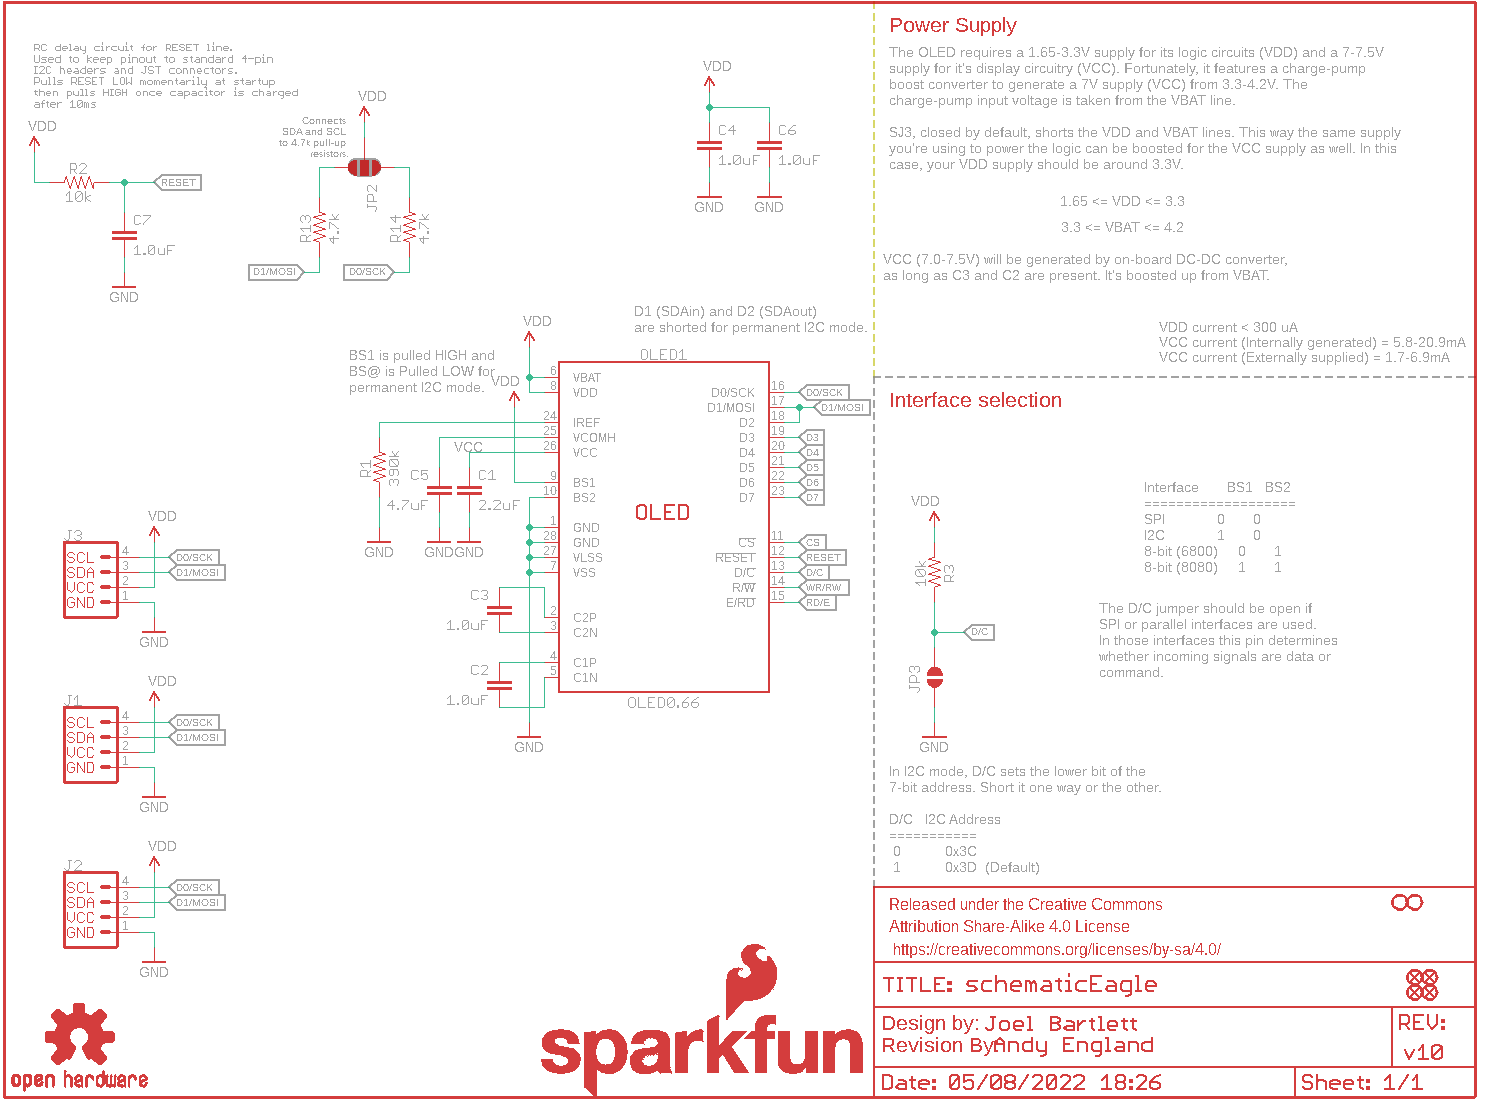 RC delay circuit for RESET line.
Used to keep pinout to standard 4-pin
I2C headers and JST connectors.
Pulls RESET LOW momentarily at startup
then pulls HIGH once capacitor is charged
after 10ms
VDD
R2
10k
RESET
C7
1.0uF
GND
VDD
Connects
SDA and SCL
to 4.7k pull-up
resistors.
JP2
R13
4.7k
R14
4.7k
D1/MOSI
D0/SCK
VDD
C4
1.0uF
C6
1.0uF
GND
GND
D1 (SDAin) and D2 (SDAout)
are shorted for permanent I2C mode.
BS1 is pulled HIGH and
BS@ is Pulled LOW for
permanent I2C mode.
VDD
VDD
OLED1
6 VBAT
8 VDD
24 IREF
25 VCOMH
26 VCC
9 BS1
10 BS2
1 GND
28 GND
27 VLSS
7 VSS
2 C2P
3 C2N
4 C1P
5 C1N
OLED
D0/SCK 16 D0/SCK
D1/MOSI 17 D1/MOSI
D2 18
D3 19 D3
D4 20 D4
D5 21 D5
D6 22 D6
D7 23 D7
CS 11 CS
RESET 12 RESET
D/C 13 D/C
R/W 14 WR/RW
E/RD 15 RD/E
OLED0.66
R1
390k
C5
4.7uF
VCC
C1
2.2uF
GND
GND
GND
C3
1.0uF
C2
1.0uF
GND
J3
VDD
SCL 4 D0/SCK
SDA 3 D1/MOSI
VCC 2
GND 1
GND
J1
VDD
SCL 4 D0/SCK
SDA 3 D1/MOSI
VCC 2
GND 1
GND
J2
VDD
SCL 4 D0/SCK
SDA 3 D1/MOSI
VCC 2
GND 1
GND
open hardware
sparkfun
Power Supply
The OLED requires a 1.65-3.3V supply for its logic circuits (VDD) and a 7-7.5V
supply for it's display circuitry (VCC). Fortunately, it features a charge-pump
boost converter to generate a 7V supply (VCC) from 3.3-4.2V. The
charge-pump input voltage is taken from the VBAT line.
SJ3, closed by default, shorts the VDD and VBAT lines. This way the same supply
you're using to power the logic can be boosted for the VCC supply as well. In this
case, your VDD supply should be around 3.3V.
1.65 <= VDD <= 3.3
3.3 <= VBAT <= 4.2
VCC (7.0-7.5V) will be generated by on-board DC-DC converter,
as long as C3 and C2 are present. It's boosted up from VBAT.
VDD current < 300 uA
VCC current (Internally generated) = 5.8-20.9mA
VCC current (Externally supplied) = 1.7-6.9mA
Interface selection
VDD
10k
R3
D/C
JP3
GND
Interface BS1 BS2
===================
SPI 0 0
I2C 1 0
8-bit (6800) 0 1
8-bit (8080) 1 1
The D/C jumper should be open if
SPI or parallel interfaces are used.
In those interfaces this pin determines
whether incoming signals are data or
command.
In I2C mode, D/C sets the lower bit of the
7-bit address. Short it one way or the other.
D/C I2C Address
===========
0 0x3C
1 0x3D (Default)
Released under the Creative Commons
Attribution Share-Alike 4.0 License
https://creativecommons.org/licenses/by-sa/4.0/
TITLE: schematicEagle
Design by: Joel Bartlett
Revision By Andy England
REV:
v10
Date: 05/08/2022 18:26
Sheet: 1/1